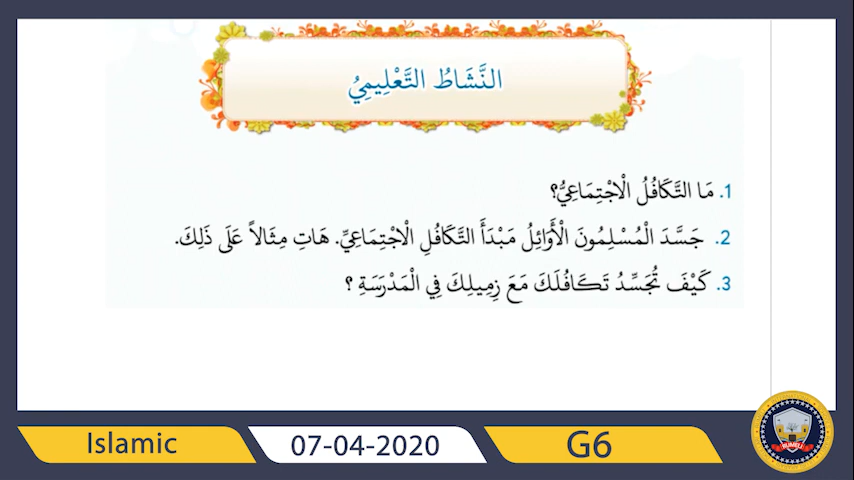 النَّشَاطُ التَّعْلِيمِيُ
1. مَا التَّكَافُلُ الْاجْتِمَاعِيُّ؟
2. جَسَّدَ الْمُسْلِمُونَ الْأَوَائِلُ مَبْدَأَ التَّكَافُلِ الْاجْتِمَاعِيِّ. هَاتِ مِثَالاً عَلَى ذَلِكَ.
3. كَيْفَ تُجَسِّدُ تَكَافُلَكَ مَعَ زِمِيلِكَ فِي الْمَدْرَسَةِ ؟
Islamic
07-04-2020
G6
RUMELI